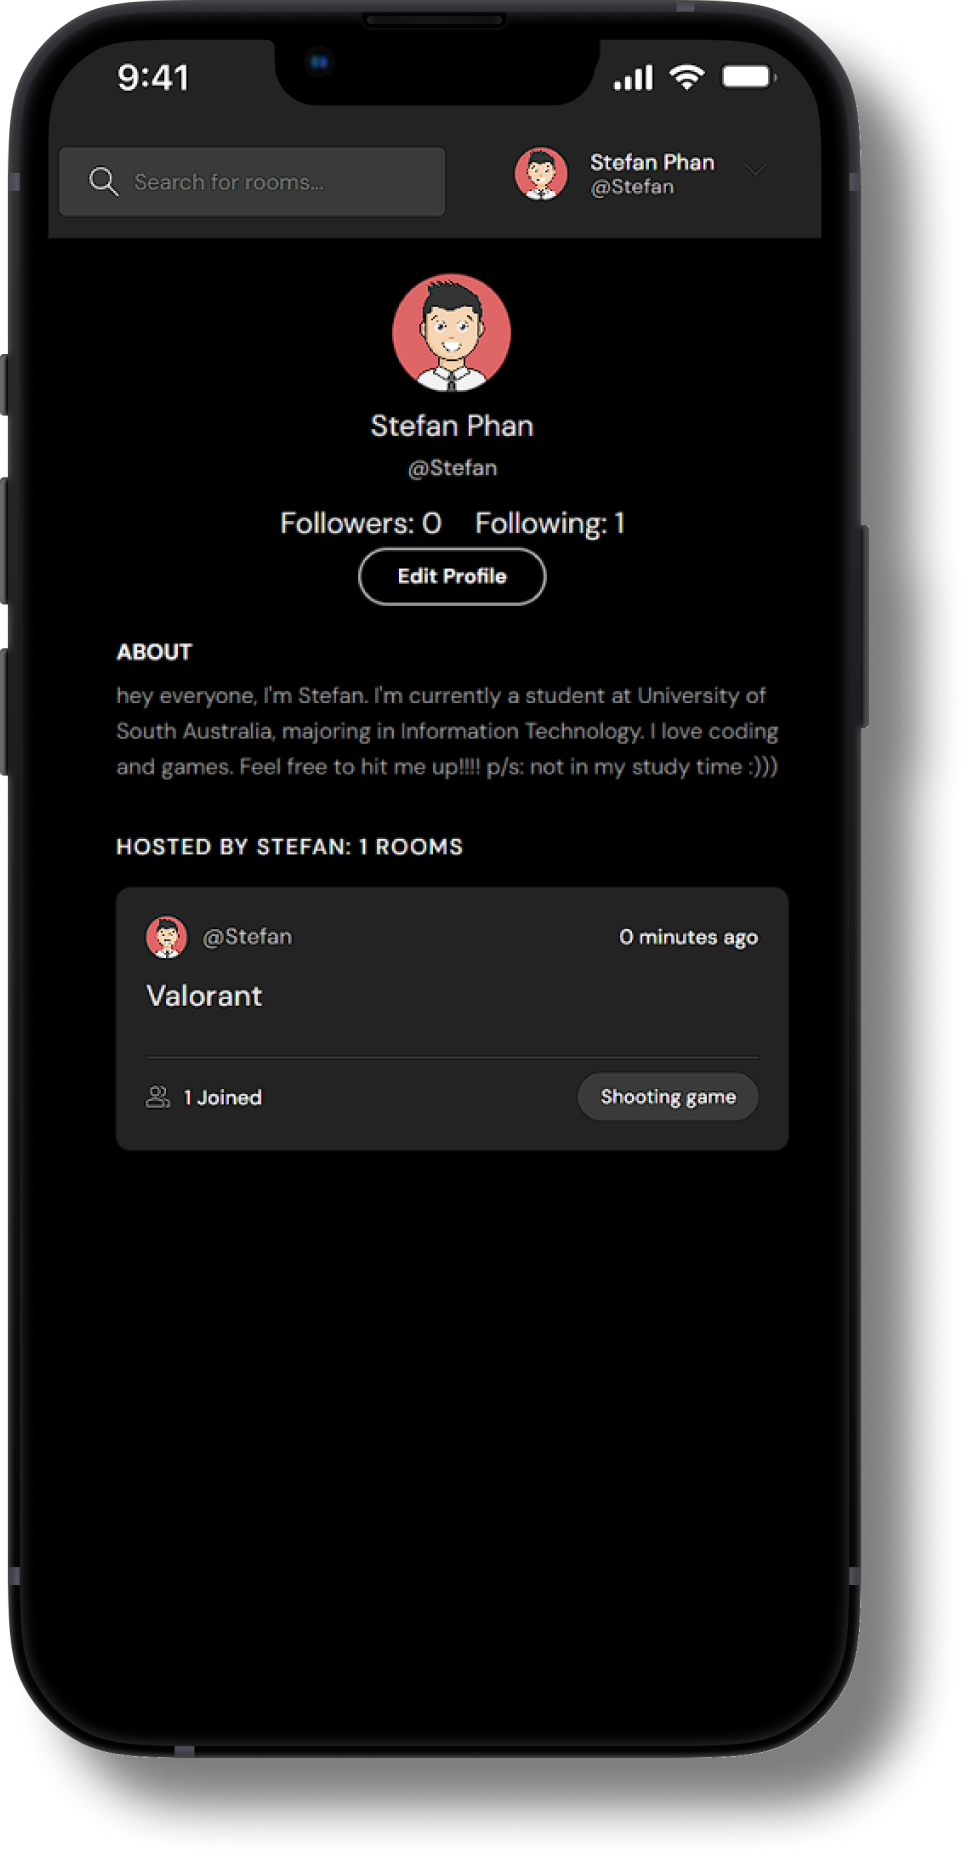 9:41
Search for rooms...
Stefan Phan
@Stefan
Stefan Phan
@Stefan
Followers: 0 Following: 1
Edit Profile
ABOUT
hey everyone, I'm Stefan. I'm currently a student at University of
South Australia, majoring in Information Technology. I love coding
and games. Feel free to hit me up!!!! p/s: not in my study time :)))
HOSTED BY STEFAN: 1 ROOMS
@Stefan 0 minutes ago
Valorant
1 Joined Shooting game